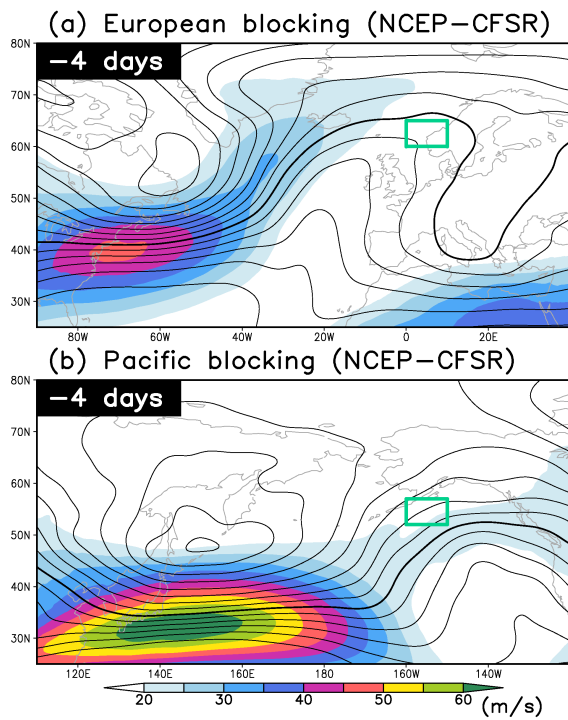 (a) European blocking (NCEP-CFSR)
-4 days
80N
70N
60N
50N
40N
30N
80W 60W 40W 20W 0 20E
(b) Pacific blocking (NCEP-CFSR)
-4 days
80N
70N
60N
50N
40N
30N
120E 140E 160E 180 160W 140W
20 30 40 50 60 (m/s)